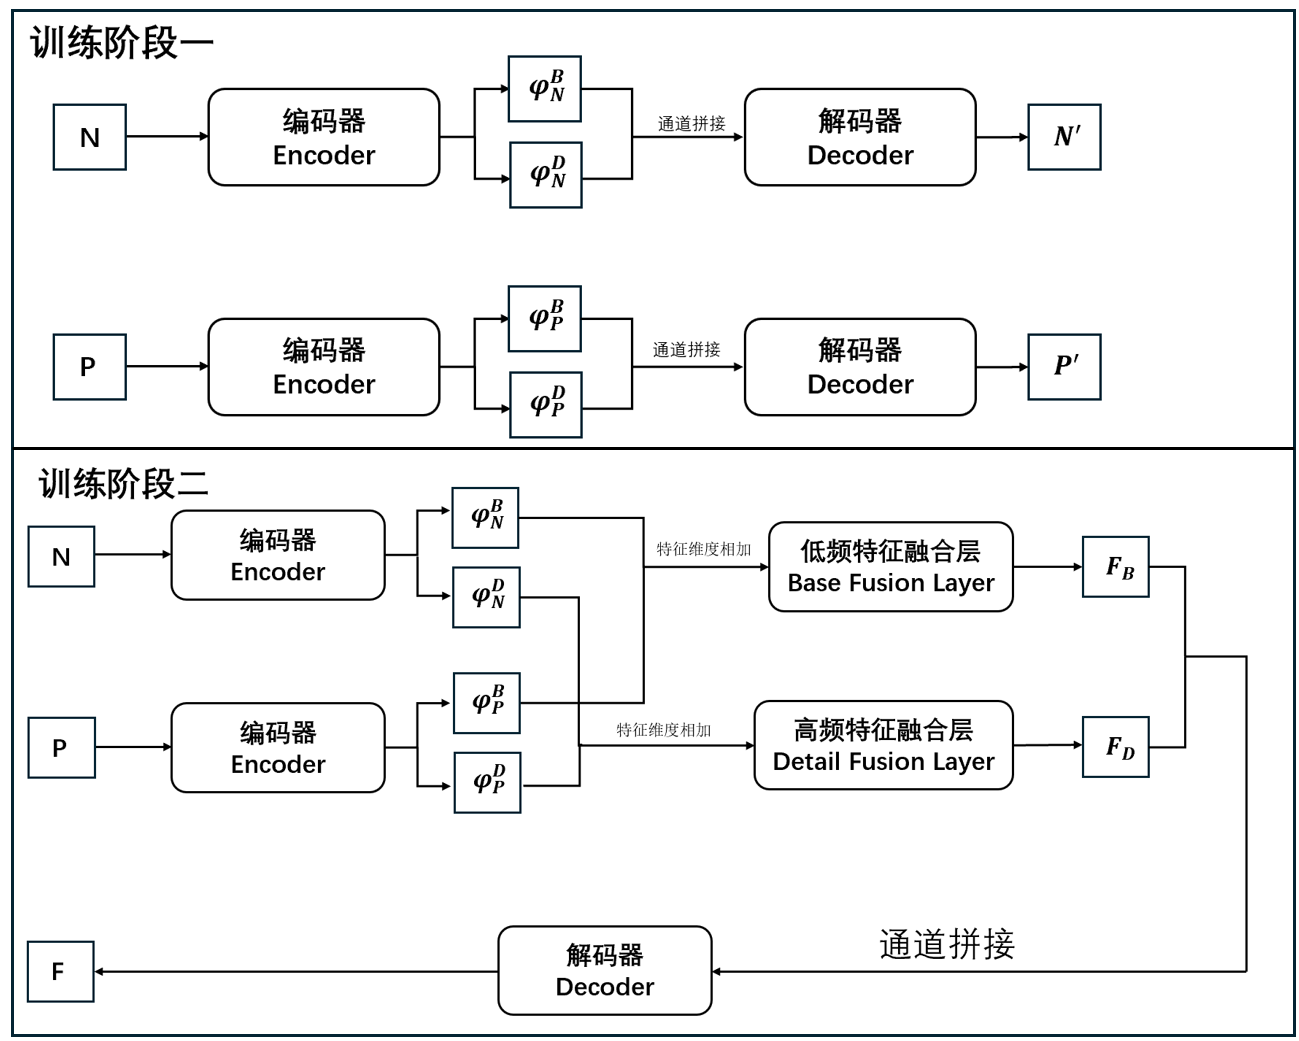 训练阶段一
N
编码器
Encoder
φ_N^B
φ_N^D
通道拼接
解码器
Decoder
N′
P
编码器
Encoder
φ_P^B
φ_P^D
通道拼接
解码器
Decoder
P′
训练阶段二
N
编码器
Encoder
φ_N^B
φ_N^D
特征维度相加
低频特征融合层
Base Fusion Layer
F_B
P
编码器
Encoder
φ_P^B
φ_P^D
特征维度相加
高频特征融合层
Detail Fusion Layer
F_D
F
解码器
Decoder
通道拼接